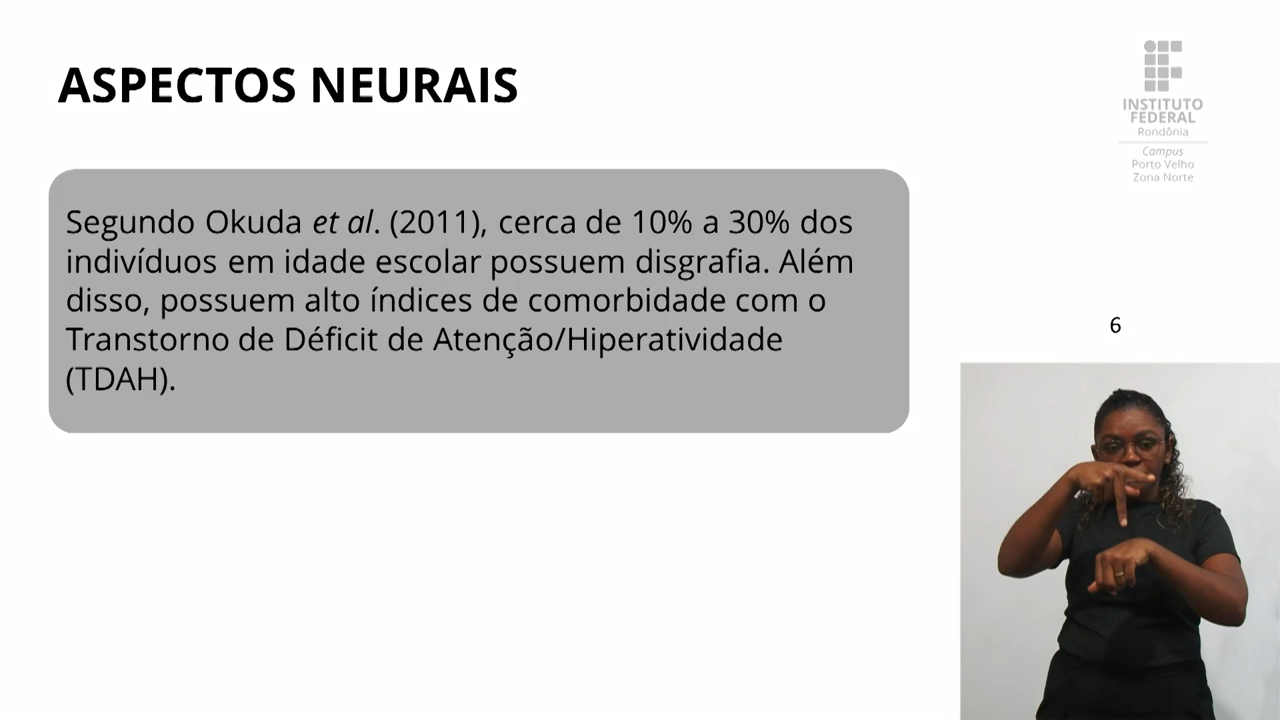 ASPECTOS NEURAIS
INSTITUTO
FEDERAL
Rondônia
Campus
Porto Velho
Zona Norte
Segundo Okuda et al. (2011), cerca de 10% a 30% dos
indivíduos em idade escolar possuem disgrafia. Além
disso, possuem alto índices de comorbidade com o
Transtorno de Déficit de Atenção/Hiperatividade
(TDAH).
6